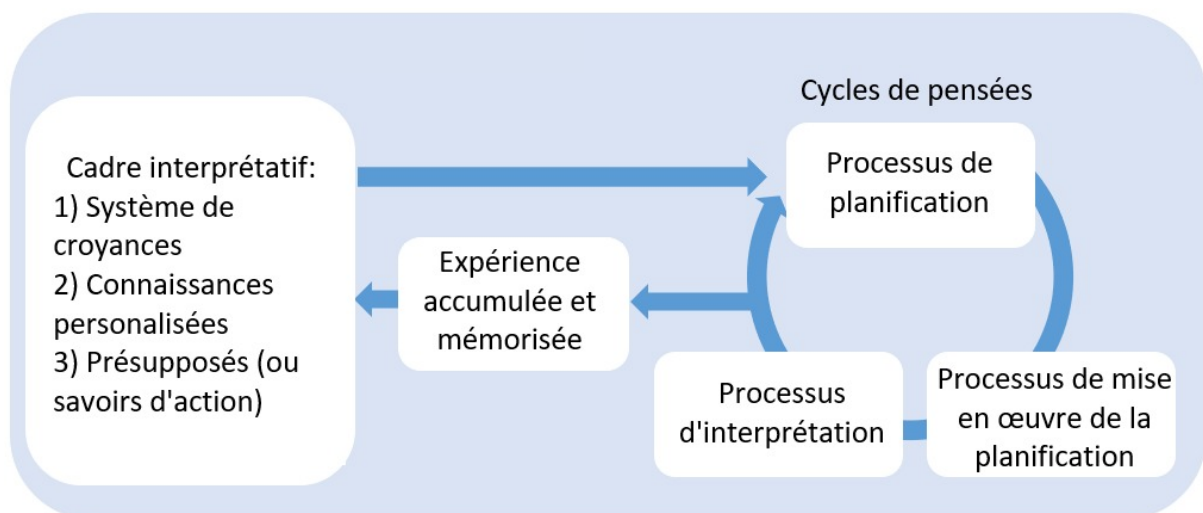 Cadre interprétatif:
1) Système de
croyances
2) Connaissances
personalisées
3) Présupposés (ou
savoirs d'action)
Expérience
accumulée et
mémorisée
Cycles de pensées
Processus de
planification
Processus
d'interprétation
Processus de mise
en œuvre de la
planification